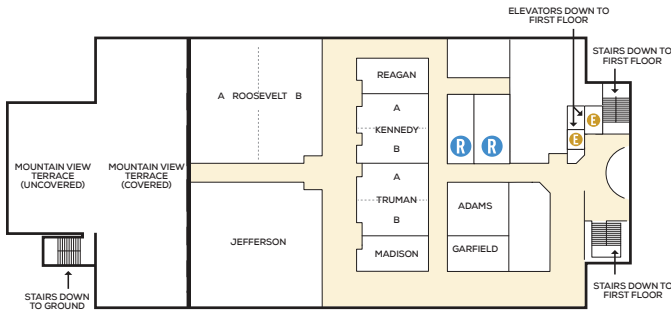 ELEVATORS DOWN TO
FIRST FLOOR
STAIRS DOWN TO
FIRST FLOOR
REAGAN
A ROOSEVELT B
A
KENNEDY
B
E
E
R R
MOUNTAIN VIEW
TERRACE
(UNCOVERED)
MOUNTAIN VIEW
TERRACE
(COVERED)
A
TRUMAN
B
ADAMS
JEFFERSON
MADISON
GARFIELD
STAIRS DOWN
TO GROUND
STAIRS DOWN TO
FIRST FLOOR